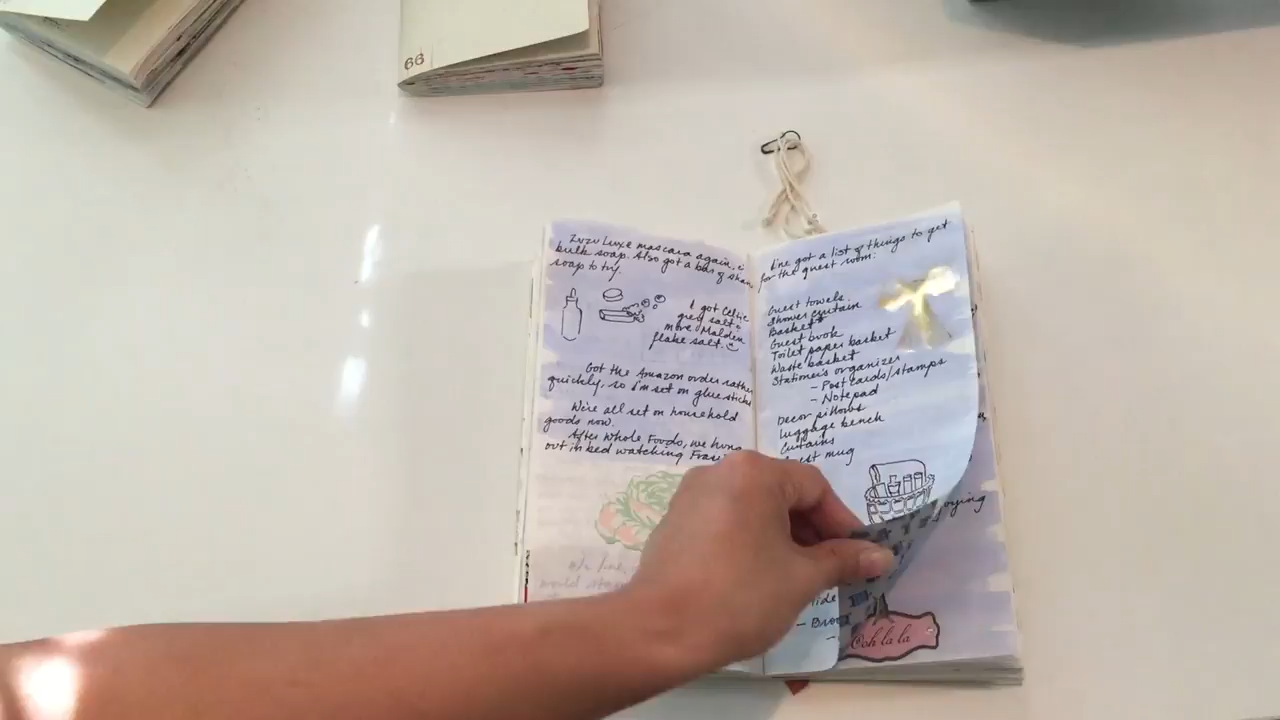 66
Zuzu Luxe mascara again, &
bulk soap. Also got a bar of
soap to try.
I got Celtic
grey salt &
more Maldon
flake salt.
Got the Amazon order rather
quickly, so I'm set on glue sticks
We're all set on household
goods now.
After Whole Foods, we hung
out in bed watching
I've got a list of things to get
for the guest room:
Guest towels
Shower curtain
Basket*
Guest book
Toilet paper basket
Waste basket
Stationers organizer
- Post cards/stamps
- Notepad
Decor pillows
Luggage bench
Curtains
mug
Ooh la la